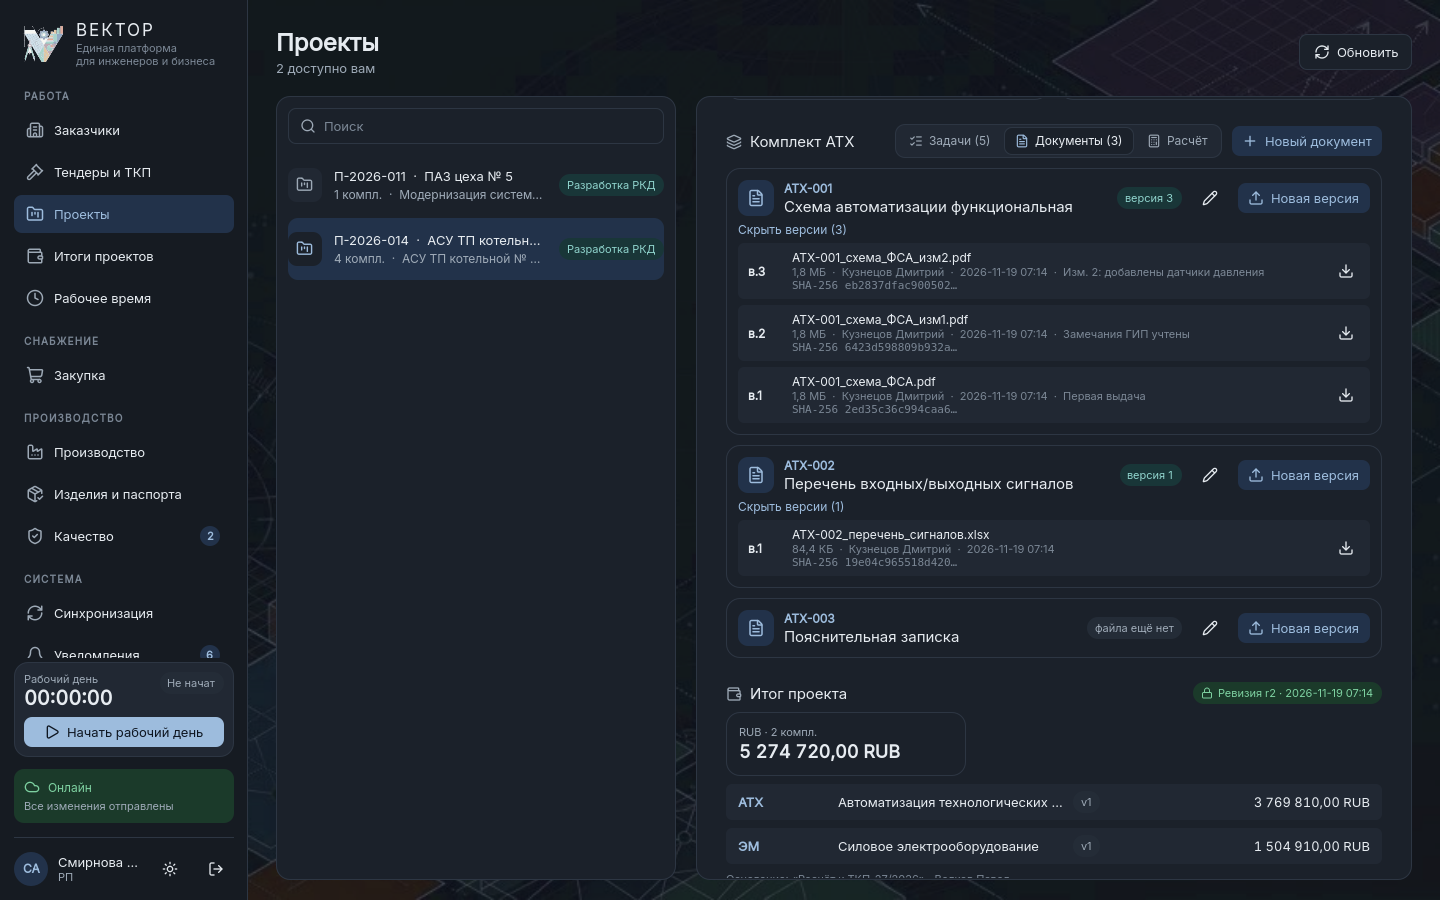 ВЕКТОР
Единая платформа
для инженеров и бизнеса
РАБОТА
Заказчики
Тендеры и ТКП
Проекты
Итоги проектов
Рабочее время
СНАБЖЕНИЕ
Закупка
ПРОИЗВОДСТВО
Производство
Изделия и паспорта
Качество 2
СИСТЕМА
Синхронизация
Уведомления 6
Рабочий день Не начат
00:00:00
Начать рабочий день
Онлайн
Все изменения отправлены
СА Смирнова ...
РП
Проекты
2 доступно вам
Обновить
Поиск
П-2026-011 · ПАЗ цеха № 5
1 компл. · Модернизация систем...
Разработка РКД
П-2026-014 · АСУ ТП котельн...
4 компл. · АСУ ТП котельной № ...
Разработка РКД
Комплект АТХ Задачи (5) Документы (3) Расчёт Новый документ
АТХ-001
Схема автоматизации функциональная
версия 3 Новая версия
Скрыть версии (3)
в.3 АТХ-001_схема_ФСА_изм2.pdf
1,8 МБ · Кузнецов Дмитрий · 2026-11-19 07:14 · Изм. 2: добавлены датчики давления
SHA-256 eb2837dfac900502…
в.2 АТХ-001_схема_ФСА_изм1.pdf
1,8 МБ · Кузнецов Дмитрий · 2026-11-19 07:14 · Замечания ГИП учтены
SHA-256 6423d598809b932a…
в.1 АТХ-001_схема_ФСА.pdf
1,8 МБ · Кузнецов Дмитрий · 2026-11-19 07:14 · Первая выдача
SHA-256 2ed35c36c994caa6…
АТХ-002
Перечень входных/выходных сигналов
версия 1 Новая версия
Скрыть версии (1)
в.1 АТХ-002_перечень_сигналов.xlsx
84,4 КБ · Кузнецов Дмитрий · 2026-11-19 07:14
SHA-256 19e04c965518d420…
АТХ-003
Пояснительная записка
файла ещё нет Новая версия
Итог проекта Ревизия r2 · 2026-11-19 07:14
RUB · 2 компл.
5 274 720,00 RUB
АТХ Автоматизация технологических ... v1 3 769 810,00 RUB
ЭМ Силовое электрооборудование v1 1 504 910,00 RUB